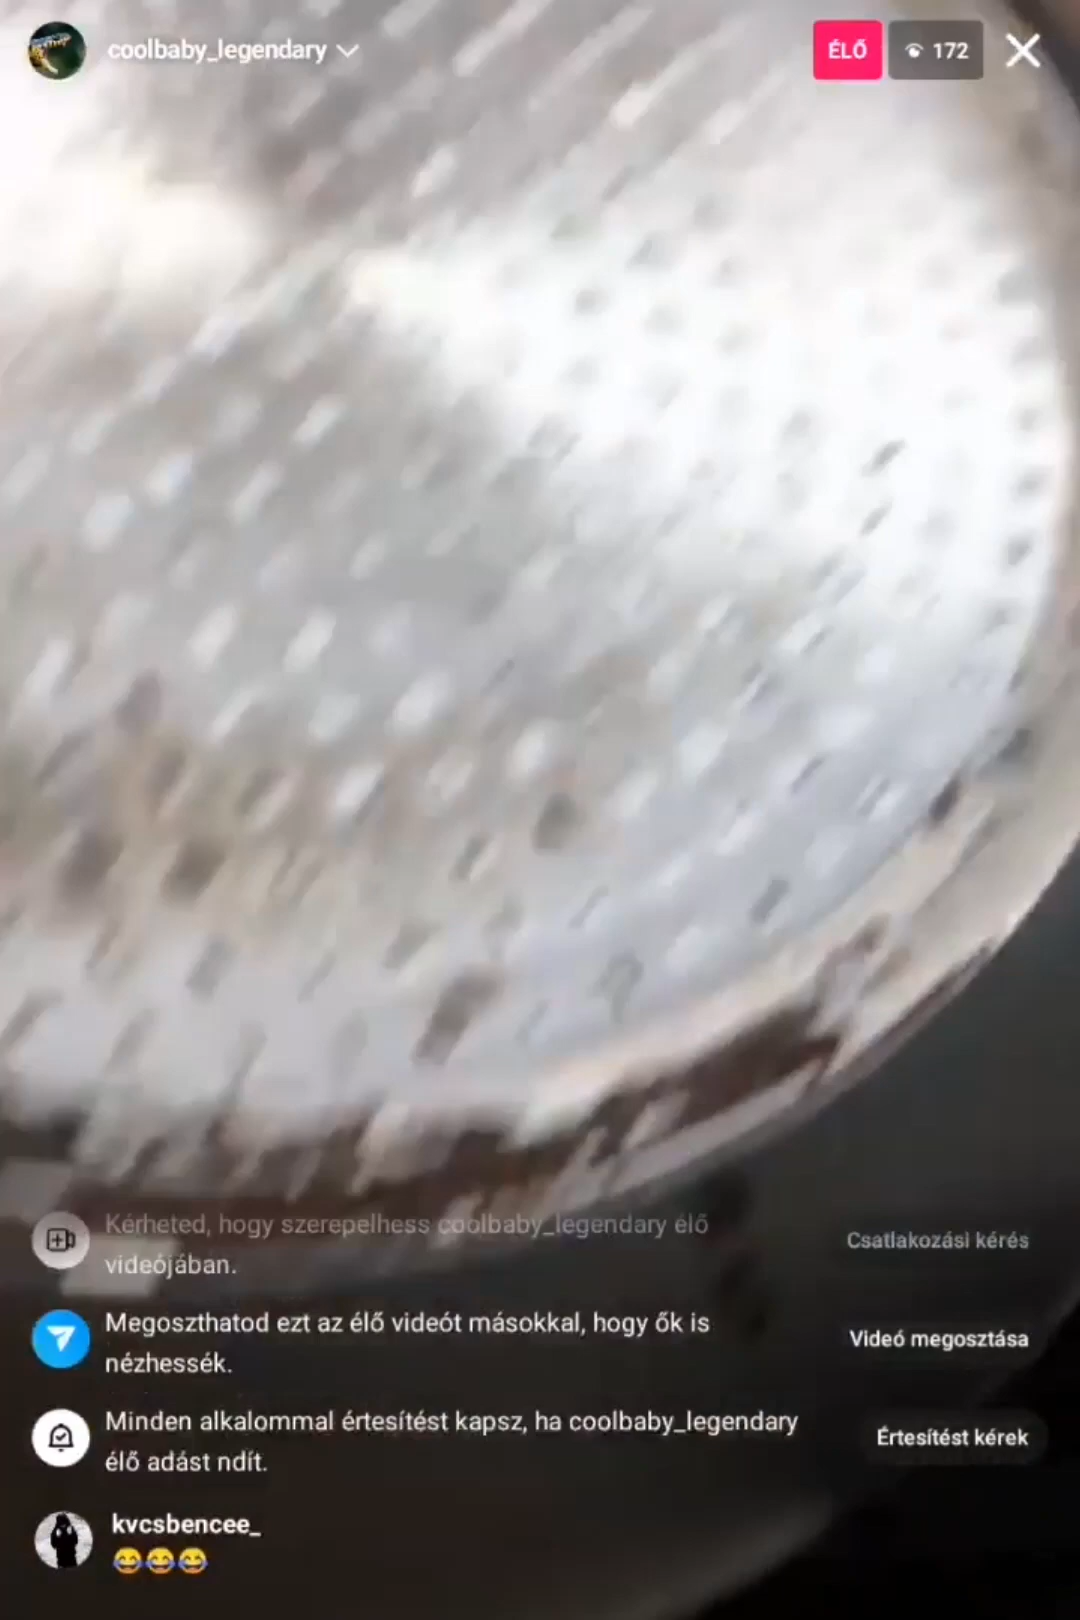 coolbaby_legendary
ÉLŐ
172
Kérheted, hogy szerepelhess coolbaby_legendary élő
videójában.
Csatlakozási kérés
Megoszthatod ezt az élő videót másokkal, hogy ők is
nézhessék.
Videó megosztása
Minden alkalommal értesítést kapsz, ha coolbaby_legendary
élő adást ndít.
Értesítést kérek
kvcsbencee_
😂😂😂